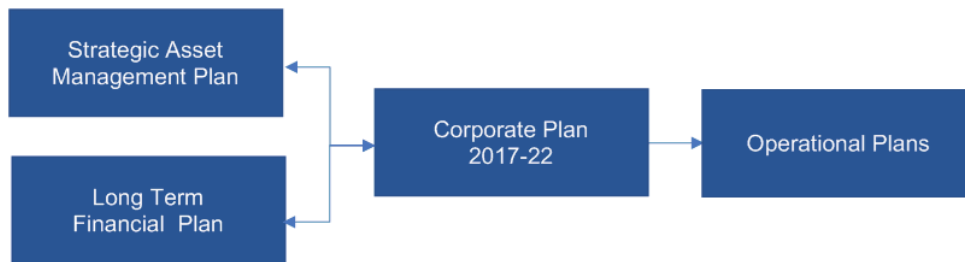 Strategic Asset
Management Plan
Long Term
Financial Plan
Corporate Plan
2017-22
Operational Plans